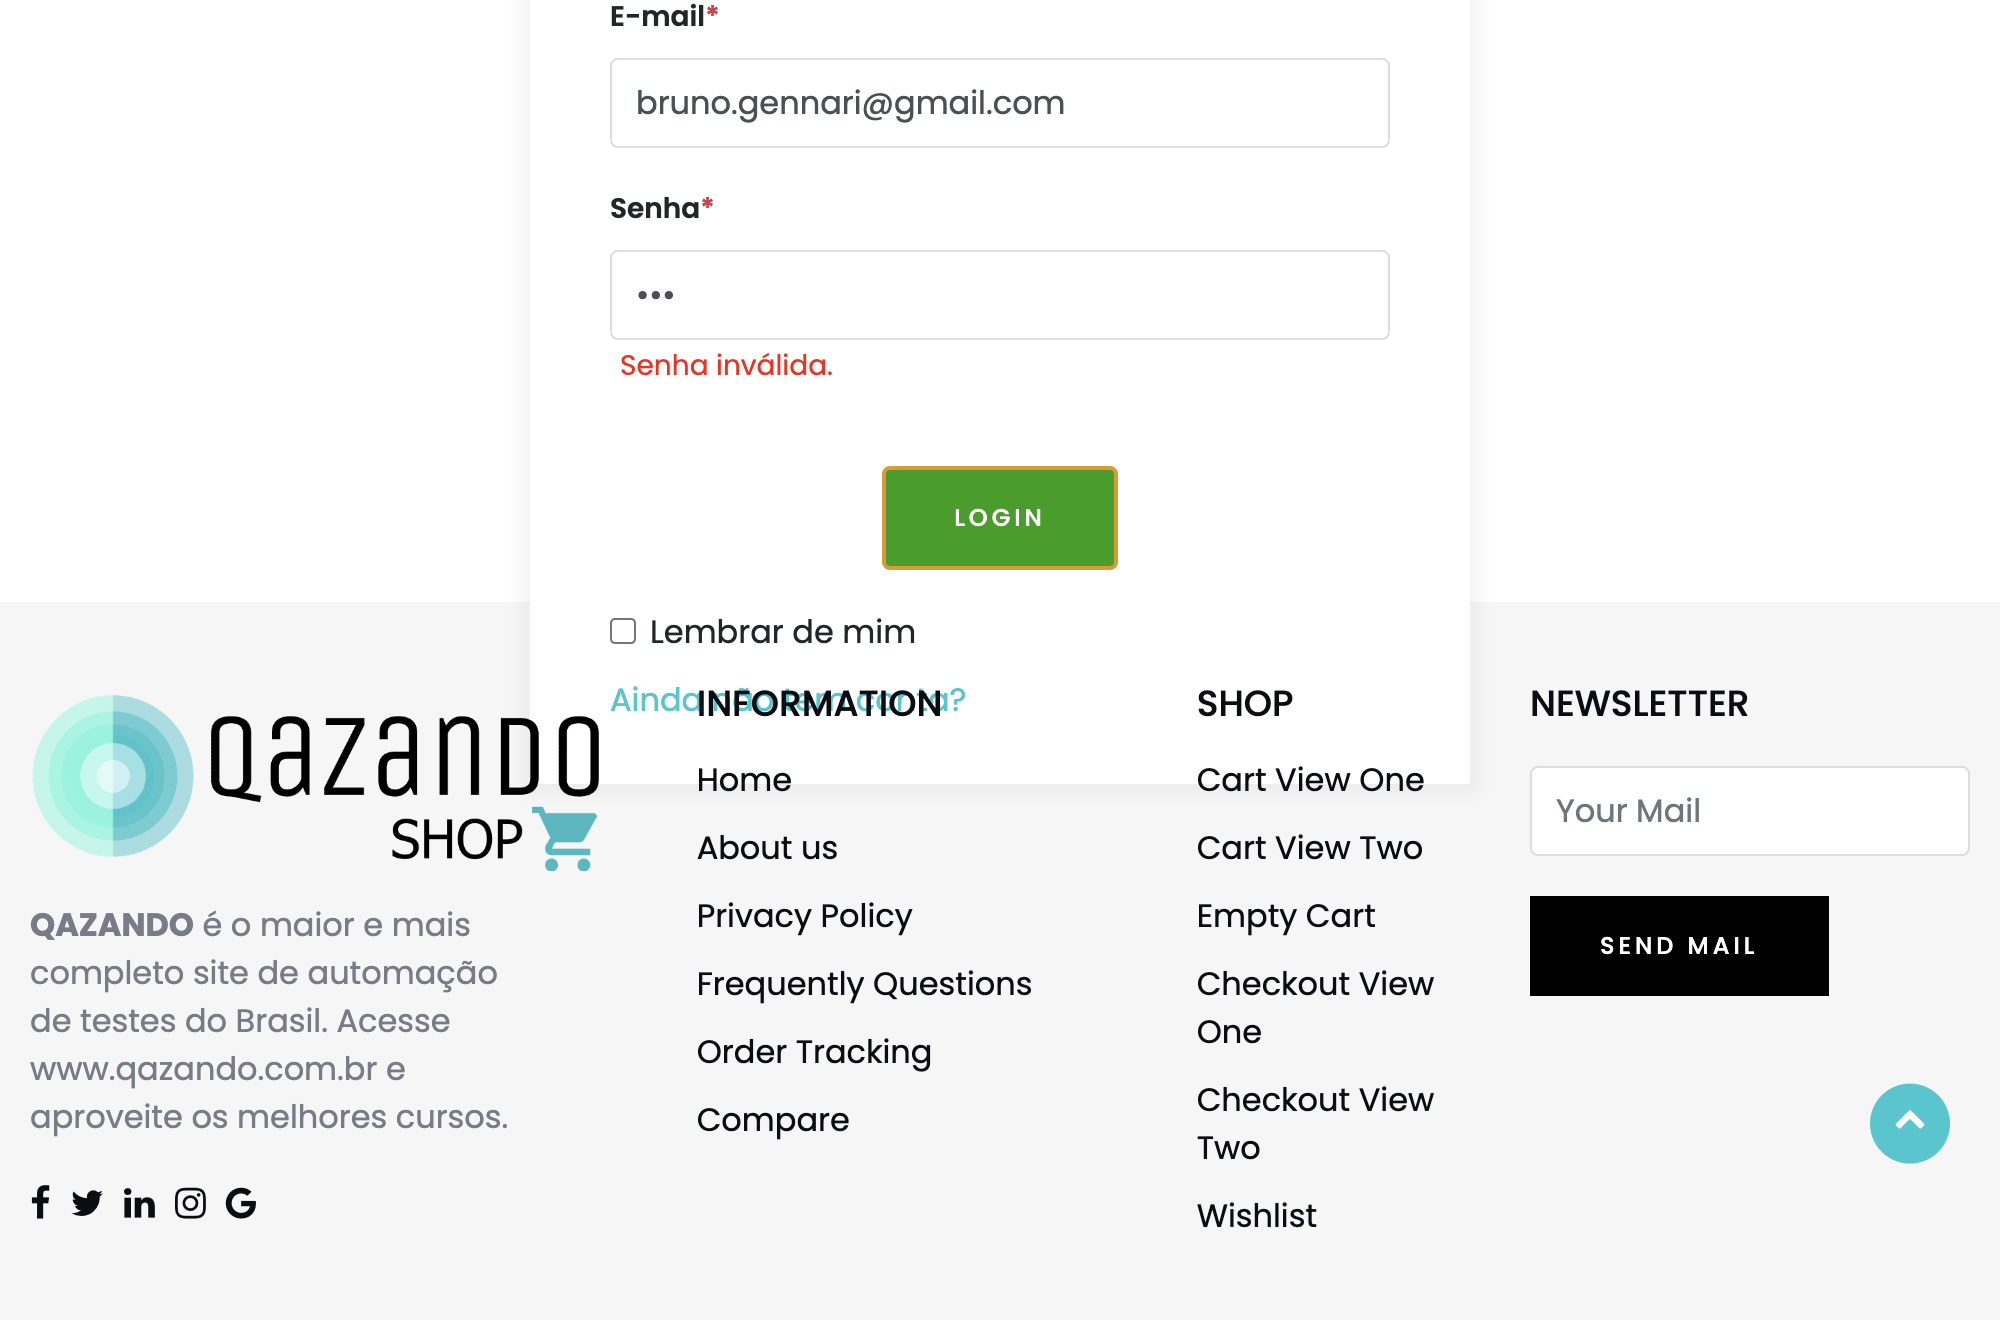 E-mail*
bruno.gennari@gmail.com
Senha*
Senha inválida.
LOGIN
Lembrar de mim
Ainda não tem conta?
QAZANDO
SHOP
QAZANDO é o maior e mais
completo site de automação
de testes do Brasil. Acesse
www.qazando.com.br e
aproveite os melhores cursos.
INFORMATION
Home
About us
Privacy Policy
Frequently Questions
Order Tracking
Compare
SHOP
Cart View One
Cart View Two
Empty Cart
Checkout View
One
Checkout View
Two
Wishlist
NEWSLETTER
Your Mail
SEND MAIL